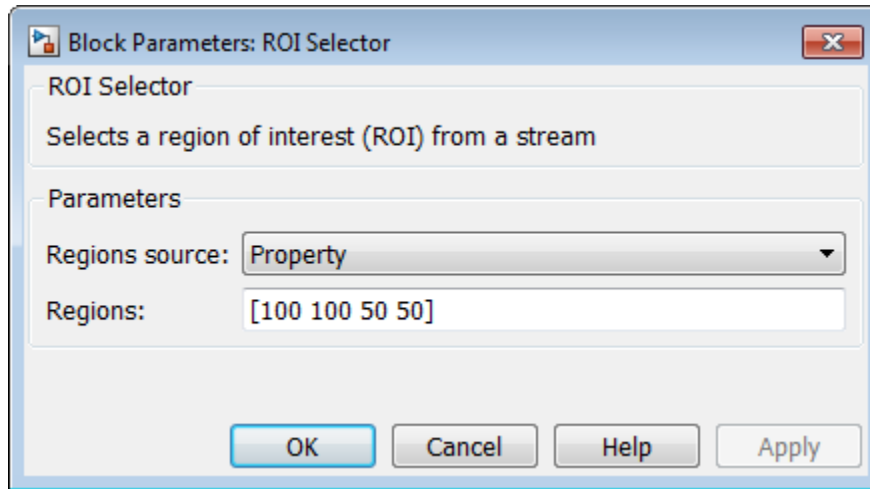 Block Parameters: ROI Selector
ROI Selector
Selects a region of interest (ROI) from a stream
Parameters
Regions source: Property
Regions: [100 100 50 50]
OK Cancel Help Apply